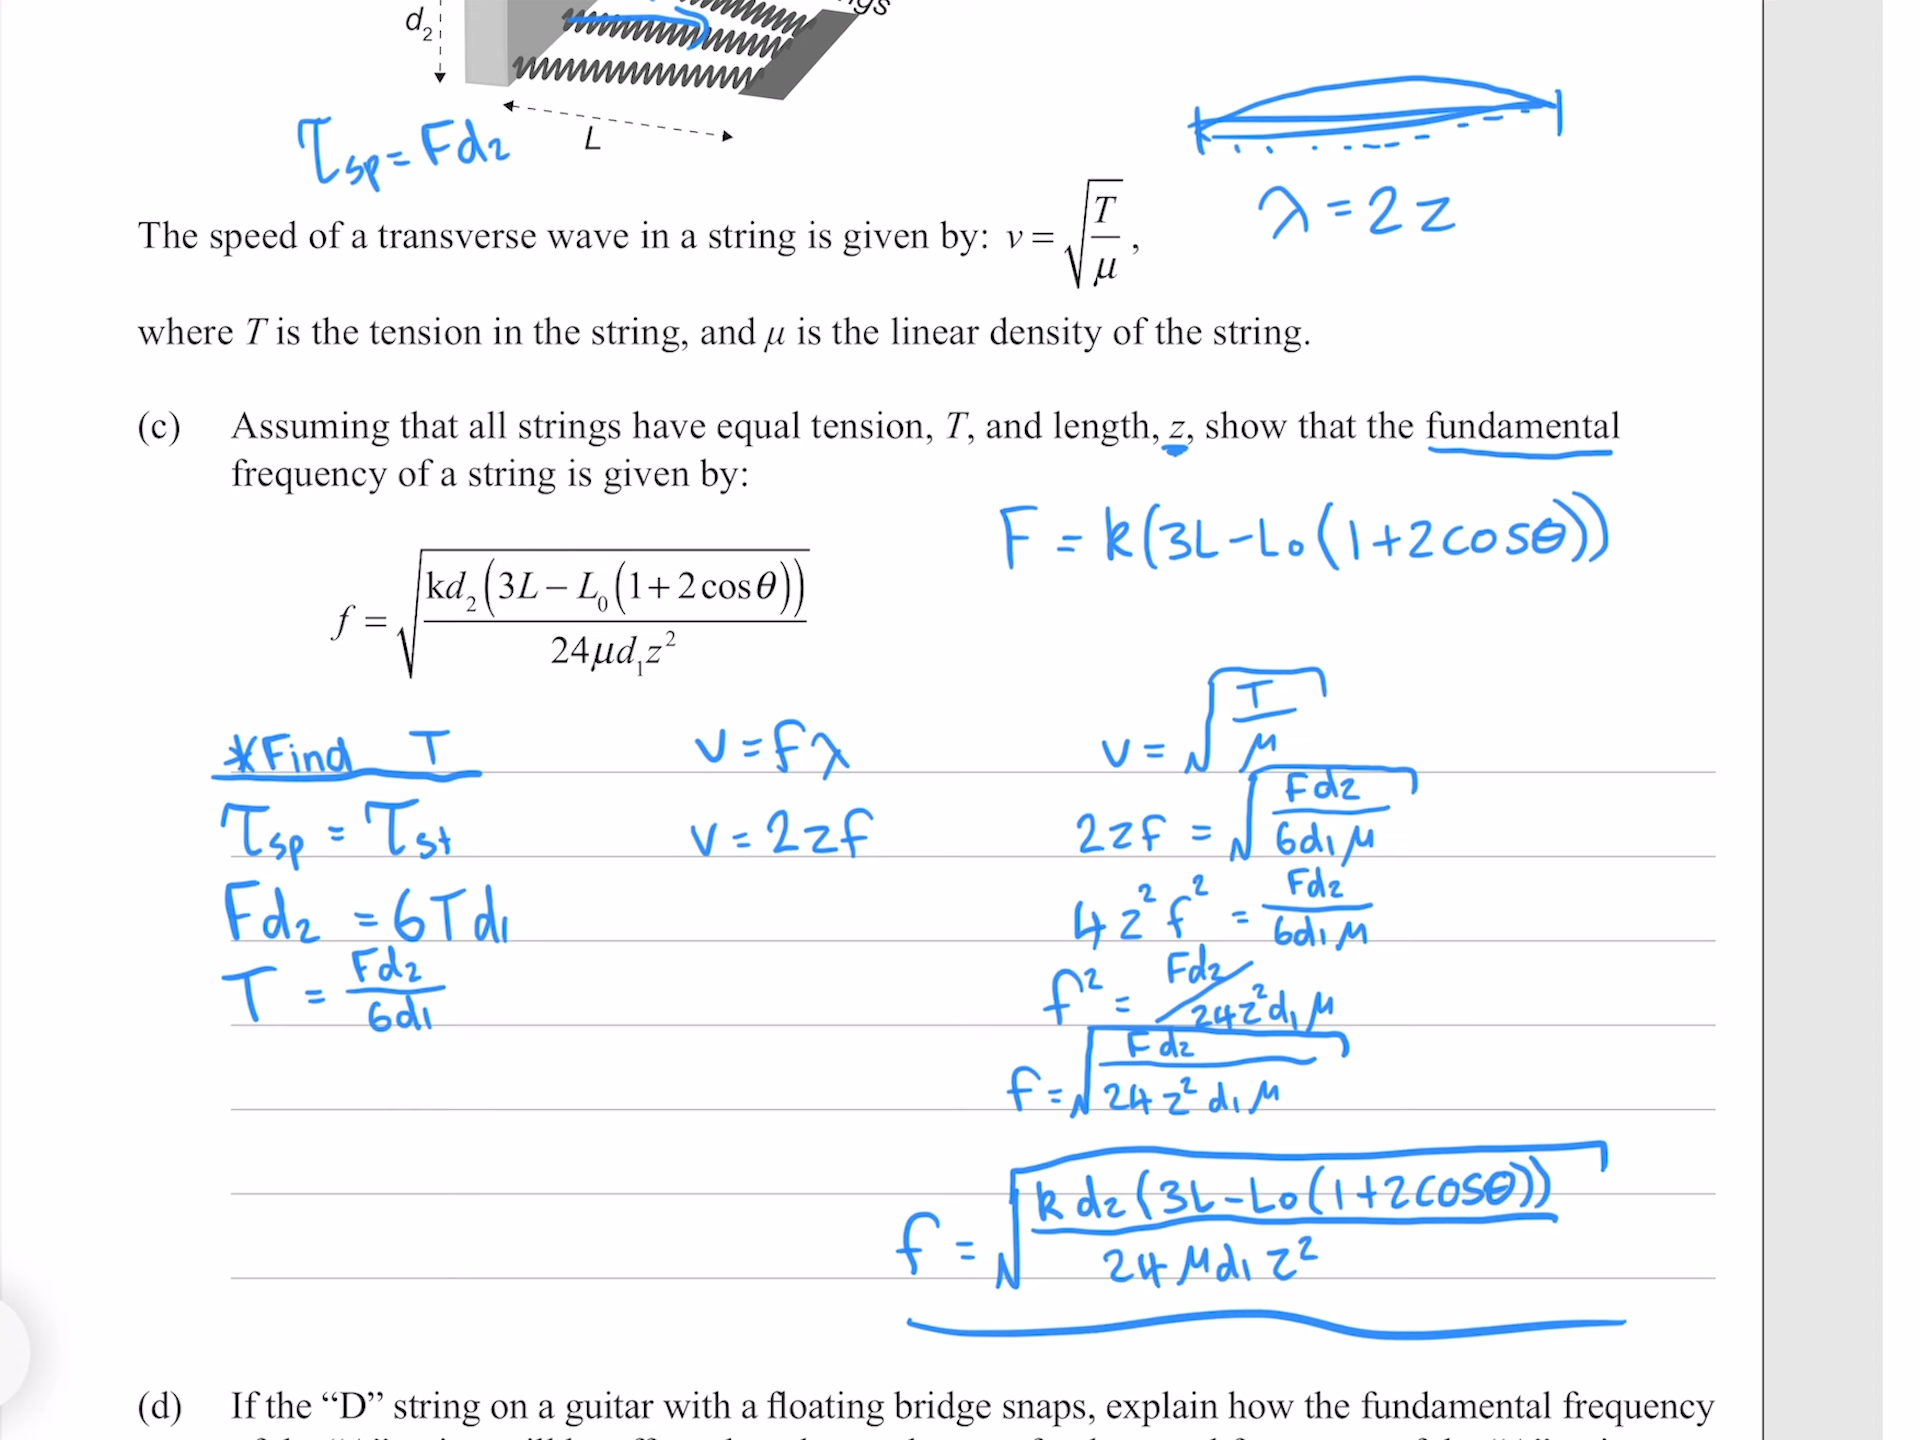 d₂
L
τsp = Fd₂
λ = 2z
The speed of a transverse wave in a string is given by: v = √(T/μ),
where T is the tension in the string, and μ is the linear density of the string.
(c) Assuming that all strings have equal tension, T, and length, z, show that the fundamental
frequency of a string is given by:
F = k(3L-L₀(1+2cosθ))
f = √(kd₂(3L – L₀(1+2cosθ))/24μd₁z²)
*Find T
τsp = τst
Fd₂ = 6Td₁
T = Fd₂/6d₁
v = fλ
v = 2zf
v = √(T/μ)
2zf = √(Fd₂/6d₁μ)
4z²f² = Fd₂/6d₁μ
f² = Fd₂/24z²d₁μ
f = √(Fd₂/24z²d₁μ)
f = √(kd₂(3L-L₀(1+2cosθ))/24μd₁z²)
(d) If the “D” string on a guitar with a floating bridge snaps, explain how the fundamental frequency